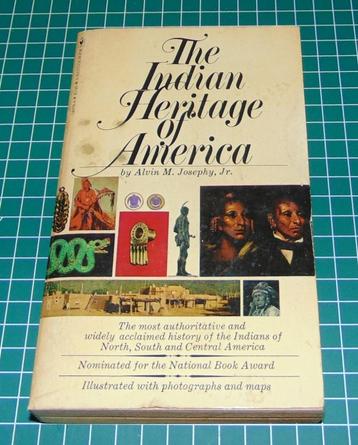 The
Indian
Heritage
of
America
by Alvin M. Josephy, Jr.
The most authoritative and
widely acclaimed history of the Indians of
North, South and Central America
Nominated for the National Book Award
Illustrated with photographs and maps